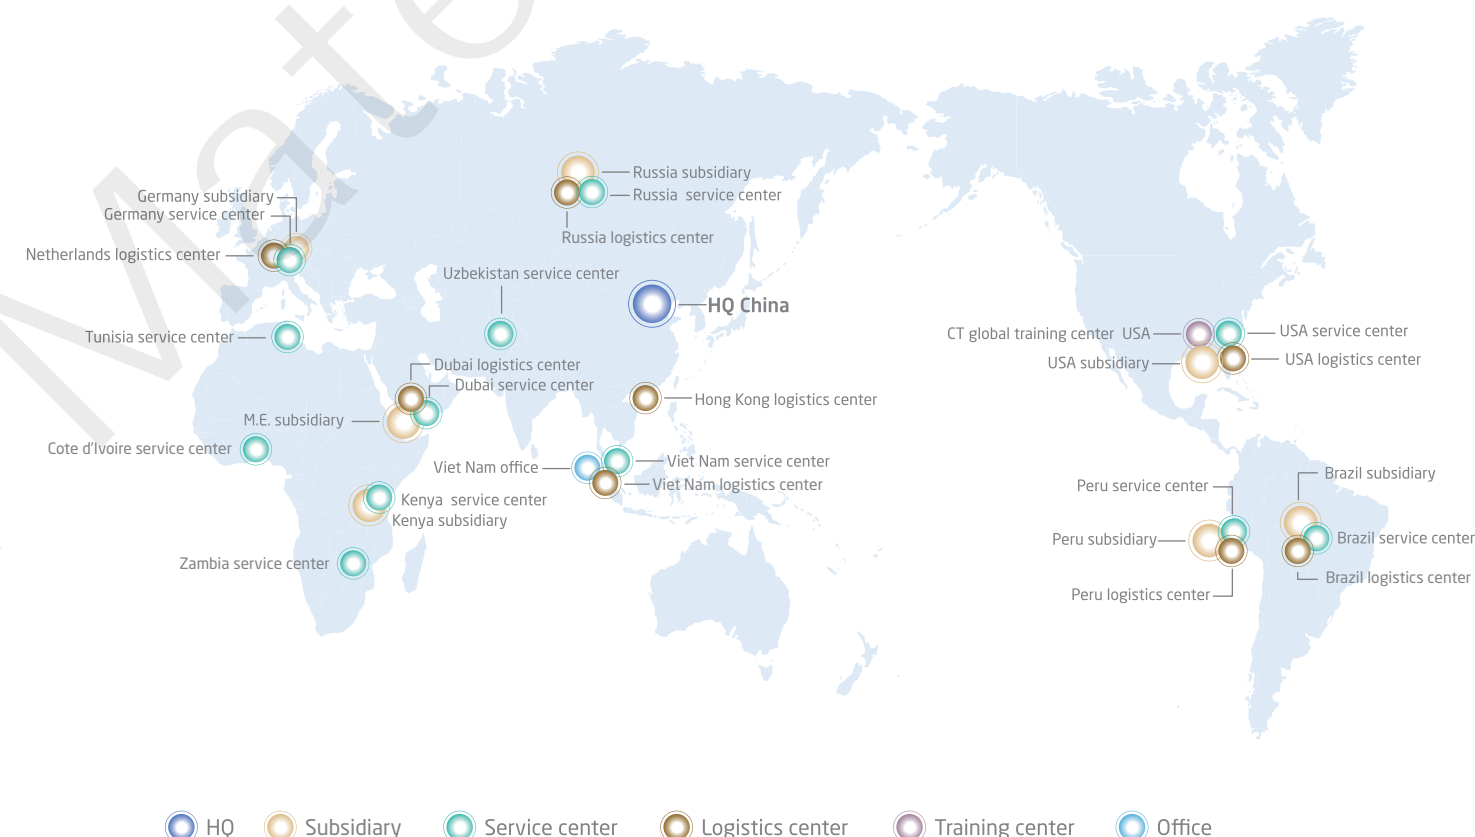 Mate
Russia subsidiary
Russia service center
Russia logistics center
Germany subsidiary
Germany service center
Netherlands logistics center
Uzbekistan service center
HQ China
Tunisia service center
CT global training center USA
USA service center
USA subsidiary
USA logistics center
Dubai logistics center
Dubai service center
Hong Kong logistics center
M.E. subsidiary
Cote d'Ivoire service center
Viet Nam office
Viet Nam service center
Viet Nam logistics center
Brazil subsidiary
Peru service center
Kenya service center
Kenya subsidiary
Peru subsidiary
Brazil service center
Zambia service center
Brazil logistics center
Peru logistics center
HQ Subsidiary Service center Logistics center Training center Office